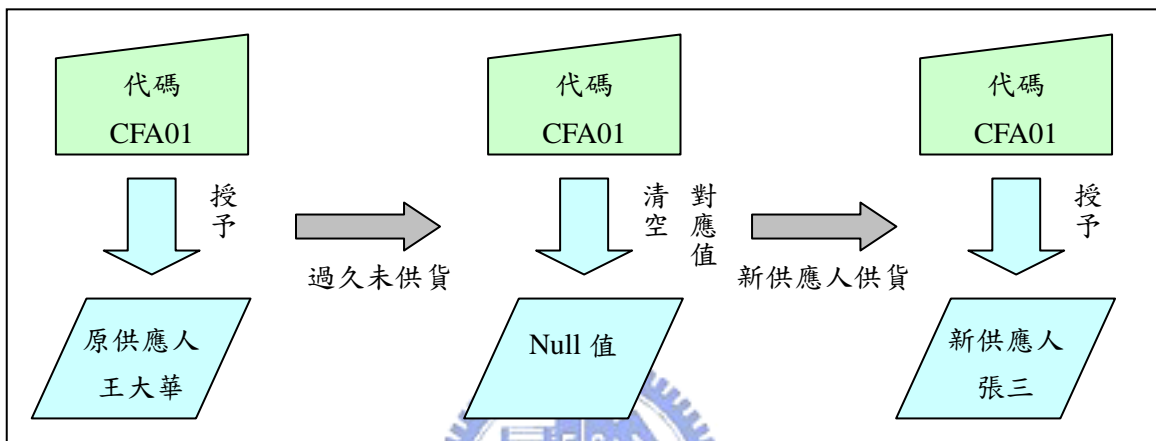 代碼
CFA01
授予
原供應人
王大華
過久未供貨
代碼
CFA01
清空
對應值
Null 值
新供應人供貨
代碼
CFA01
授予
新供應人
張三